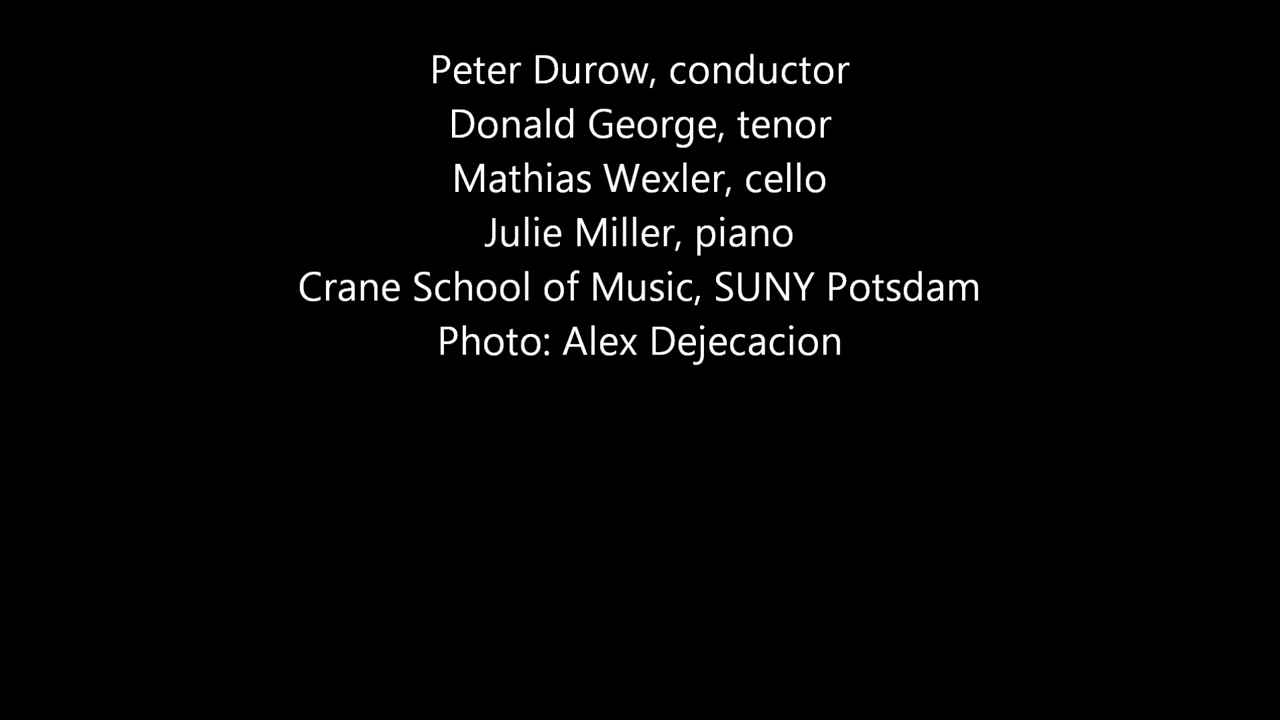 Peter Durow, conductor
Donald George, tenor
Mathias Wexler, cello
Julie Miller, piano
Crane School of Music, SUNY Potsdam
Photo: Alex Dejecacion